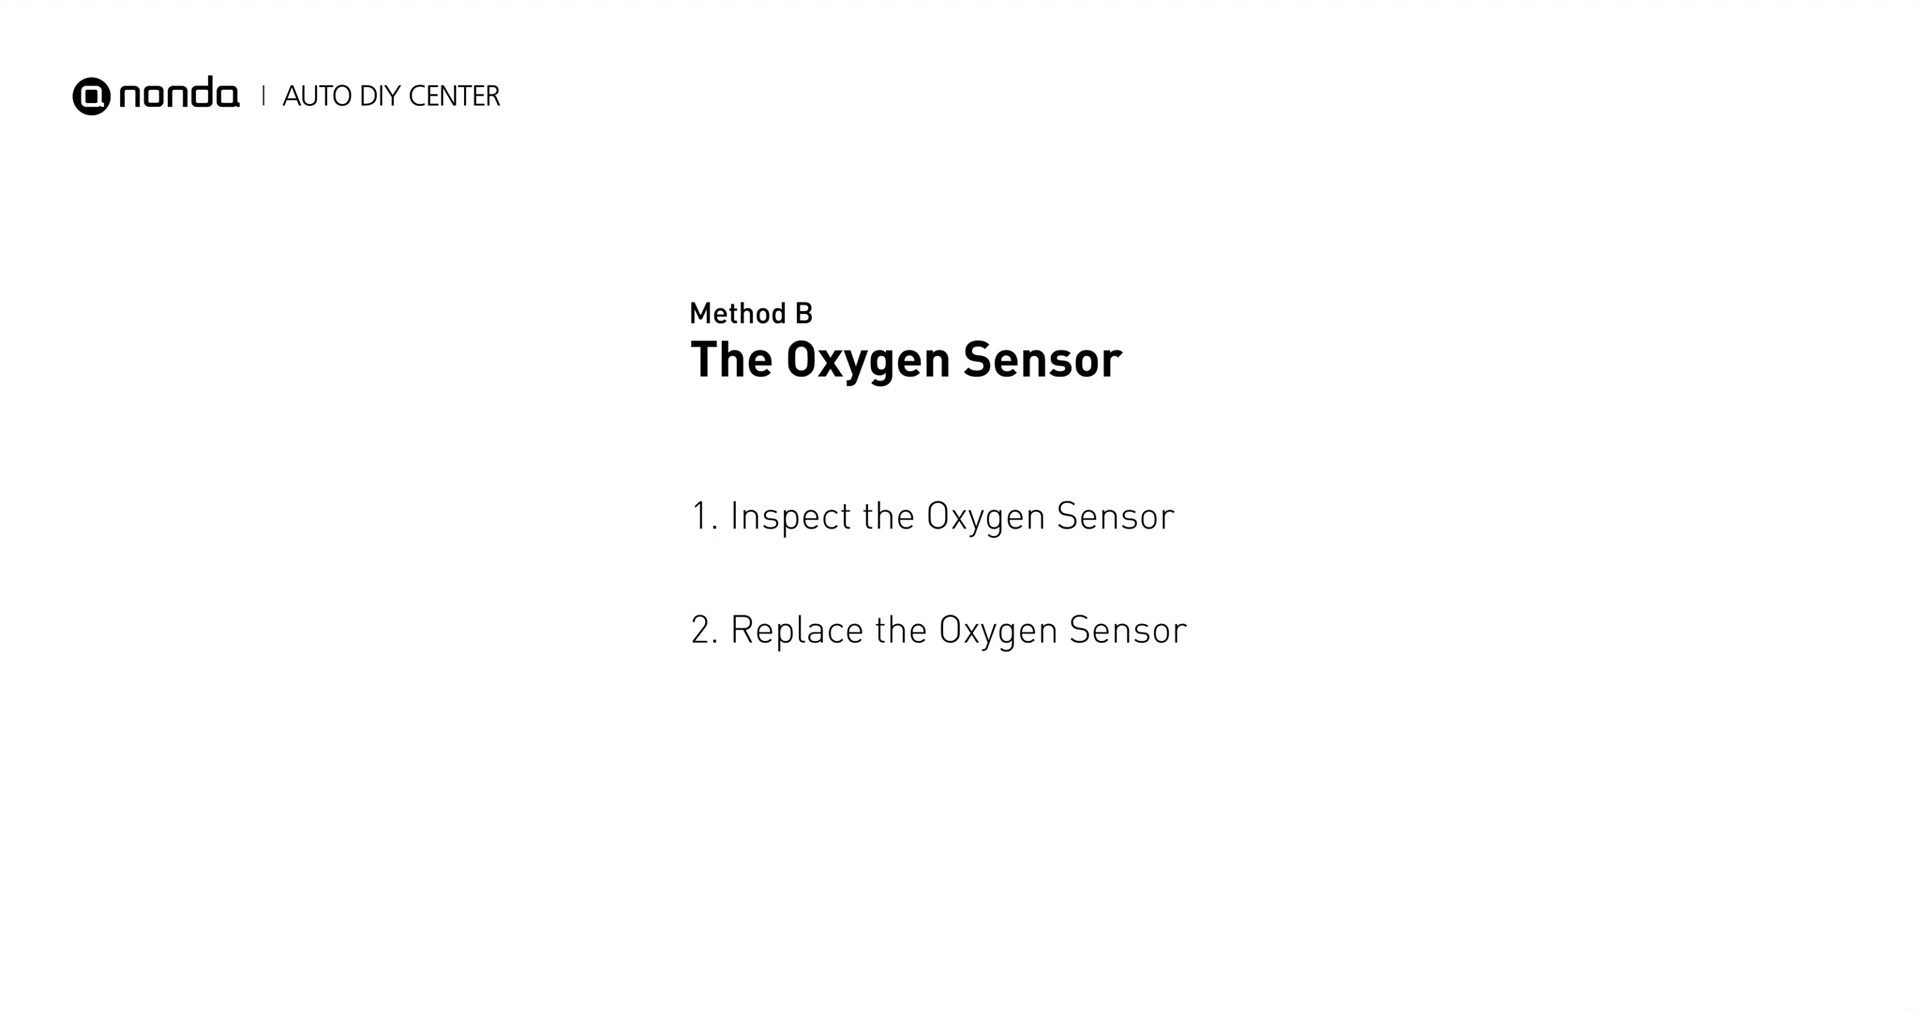 nonda | AUTO DIY CENTER
Method B
The Oxygen Sensor
1. Inspect the Oxygen Sensor
2. Replace the Oxygen Sensor